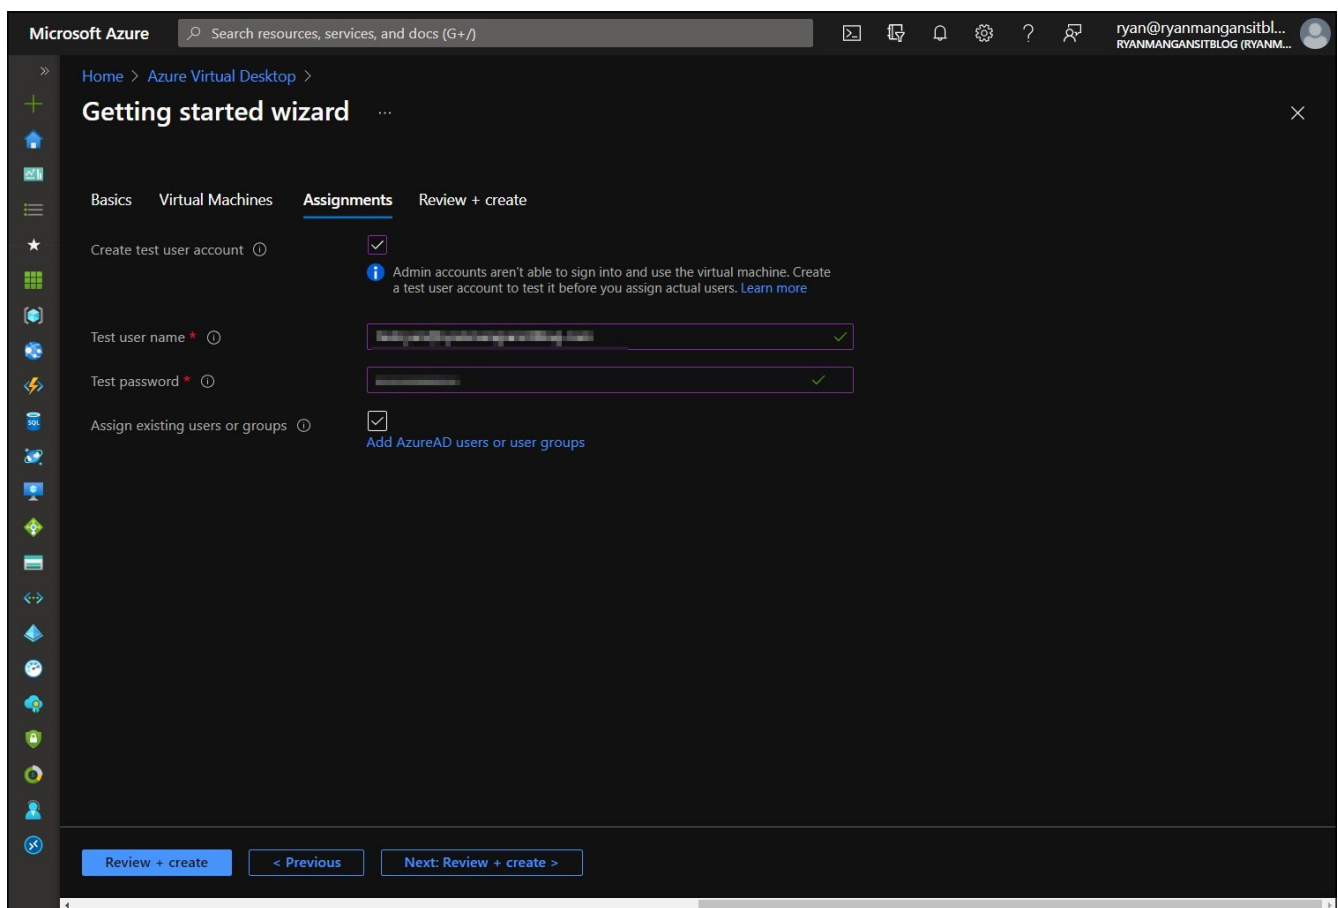 Microsoft Azure
Search resources, services, and docs (G+/)
ryan@ryanmangansitbl...
RYANMANGANSITBLOG (RYANM...
Home > Azure Virtual Desktop >
Getting started wizard ...
Basics Virtual Machines Assignments Review + create
Create test user account
Admin accounts aren't able to sign into and use the virtual machine. Create
a test user account to test it before you assign actual users. Learn more
Test user name *
Test password *
Assign existing users or groups
Add AzureAD users or user groups
SQL
Review + create < Previous Next: Review + create >